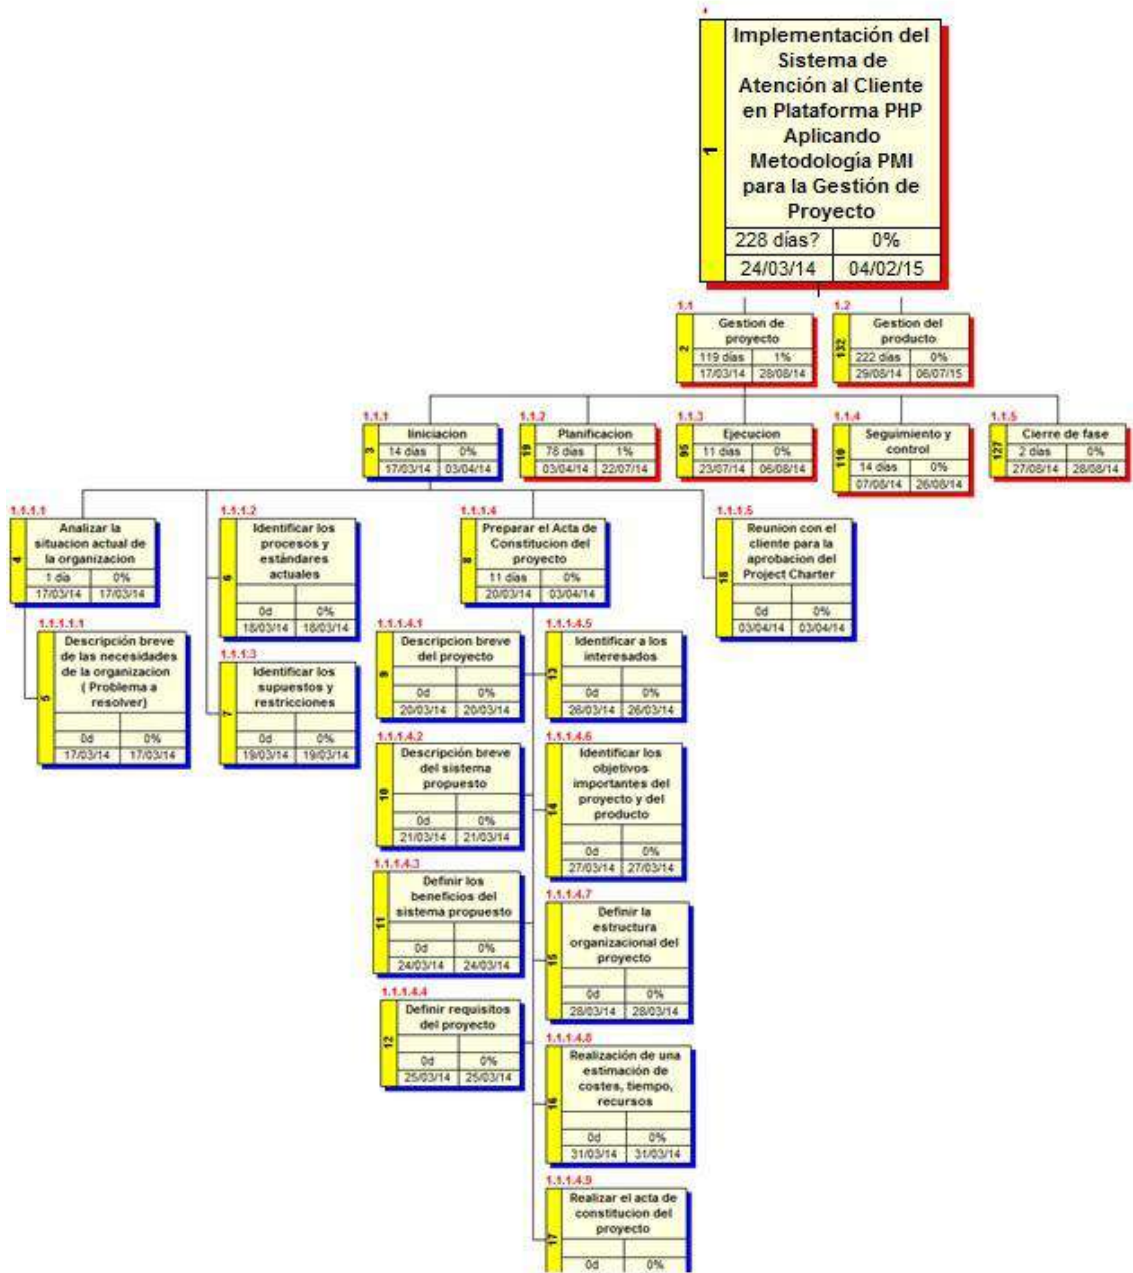 1
Implementación del
Sistema de
Atención al Cliente
en Plataforma PHP
Aplicando
Metodología PMI
para la Gestión de
Proyecto
228 días? 0%
24/03/14 04/02/15
1.1
2
Gestion de
proyecto
119 días 1%
17/03/14 28/08/14
1.2
132
Gestion del
producto
222 días 0%
29/08/14 06/07/15
1.1.1
3
Iiniciacion
14 días 0%
17/03/14 03/04/14
1.1.2
19
Planificacion
78 días 1%
03/04/14 22/07/14
1.1.3
95
Ejecucion
11 días 0%
23/07/14 06/08/14
1.1.4
110
Seguimiento y
control
14 días 0%
07/08/14 26/08/14
1.1.5
127
Cierre de fase
2 días 0%
27/08/14 28/08/14
1.1.1.1
4
Analizar la
situacion actual de
la organización
1 día 0%
17/03/14 17/03/14
1.1.1.1.1
5
Descripción breve
de las necesidades
de la organizacion
( Problema a
resolver)
0d 0%
17/03/14 17/03/14
1.1.1.2
6
Identificar los
procesos y
estándares
actuales
0d 0%
18/03/14 18/03/14
1.1.1.3
7
Identificar los
supuestos y
restricciones
0d 0%
19/03/14 19/03/14
1.1.1.4
8
Preparar el Acta de
Constitucion del
proyecto
11 días 0%
20/03/14 03/04/14
1.1.1.4.1
9
Descripcion breve
del proyecto
0d 0%
20/03/14 20/03/14
1.1.1.4.2
10
Descripción breve
del sistema
propuesto
0d 0%
21/03/14 21/03/14
1.1.1.4.3
11
Definir los
beneficios del
sistema propuesto
0d 0%
24/03/14 24/03/14
1.1.1.4.4
12
Definir requisitos
del proyecto
0d 0%
25/03/14 25/03/14
1.1.1.4.5
13
Identificar a los
interesados
0d 0%
26/03/14 26/03/14
1.1.1.4.6
14
Identificar los
objetivos
importantes del
proyecto y del
producto
0d 0%
27/03/14 27/03/14
1.1.1.4.7
15
Definir la
estructura
organizacional del
proyecto
0d 0%
28/03/14 28/03/14
1.1.1.4.8
16
Realización de una
estimación de
costes, tiempo,
recursos
0d 0%
31/03/14 31/03/14
1.1.1.4.9
17
Realizar el acta de
constitucion del
proyecto
0d 0%
1.1.1.5
18
Reunion con el
cliente para la
aprobacion del
Project Charter
0d 0%
03/04/14 03/04/14